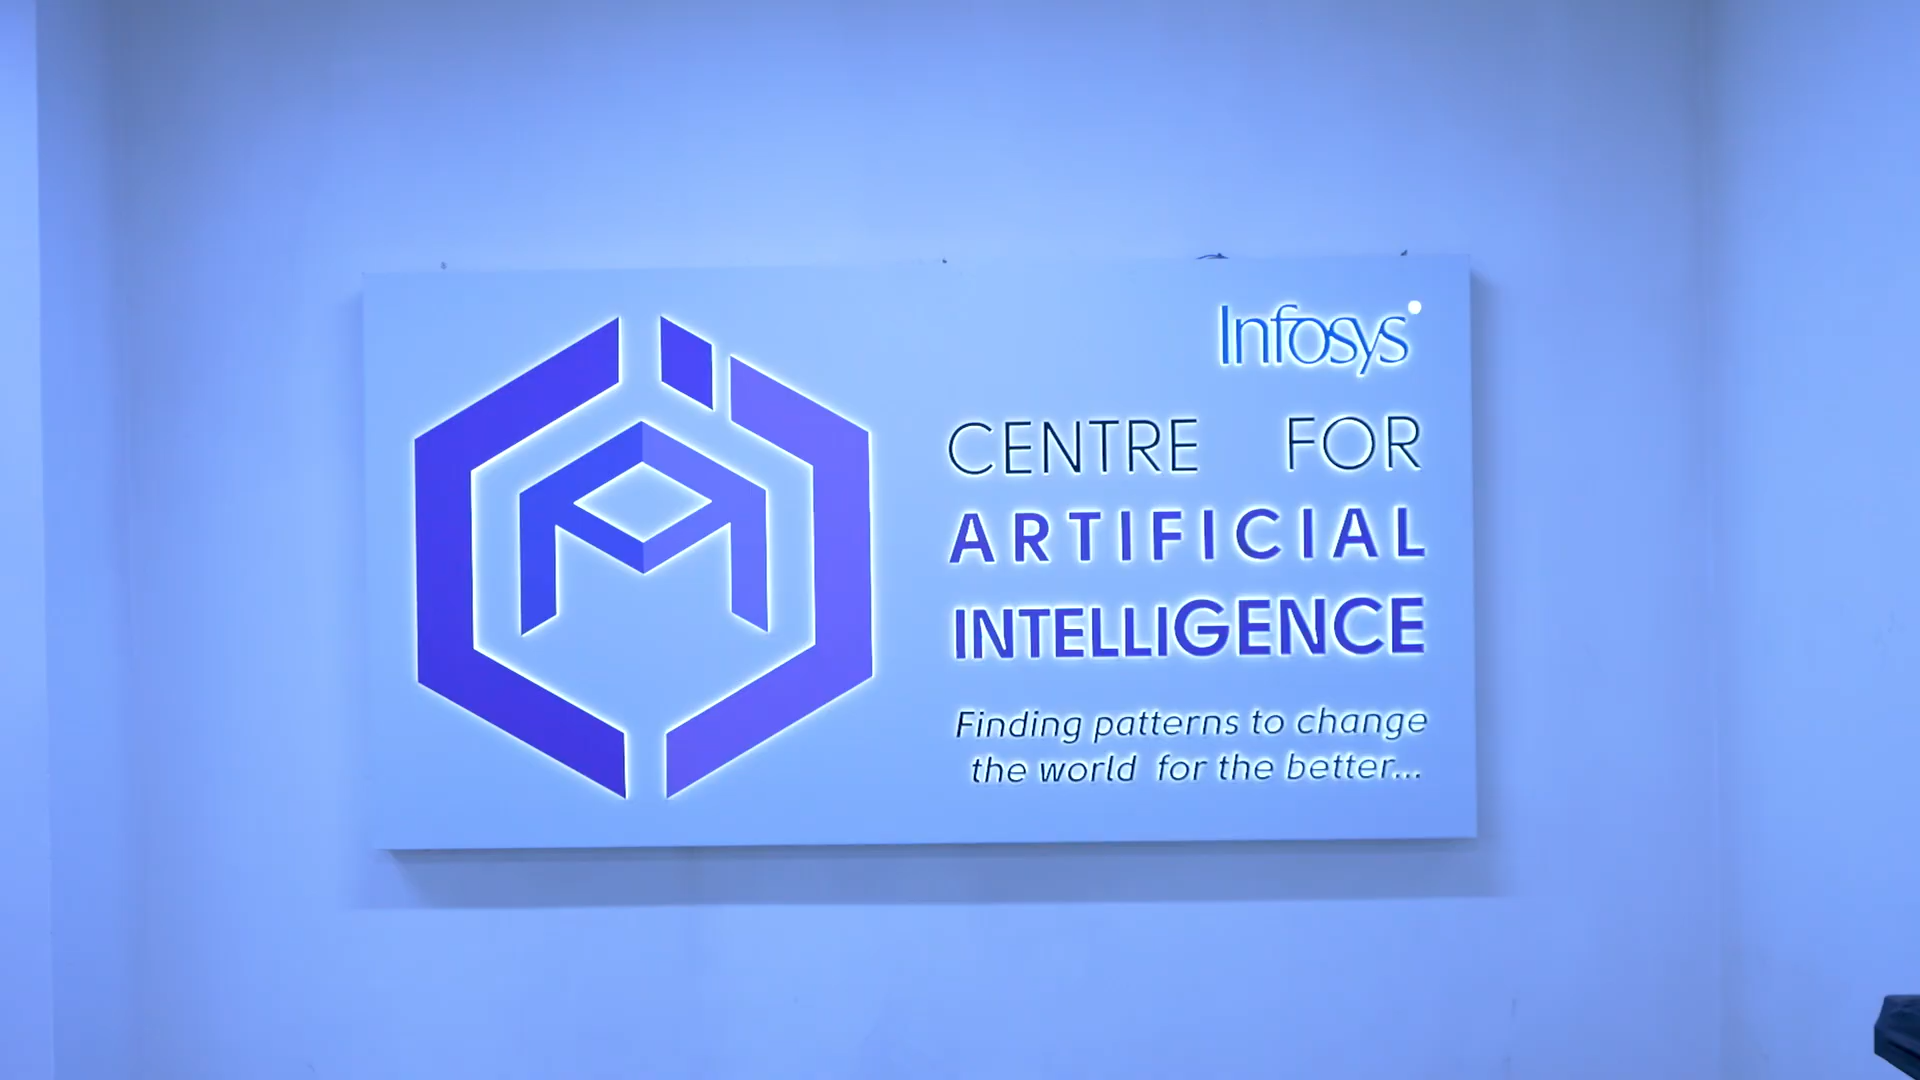 Infosys
CENTRE FOR
ARTIFICIAL
INTELLIGENCE
Finding patterns to change
the world for the better...